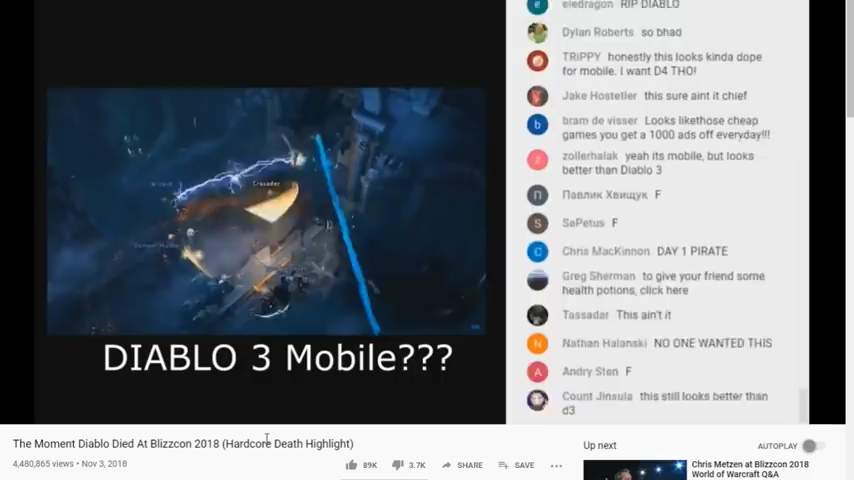 eledragon RIP DIABLO
Dylan Roberts so bhad
TRiPPY honestly this looks kinda dope
for mobile. I want D4 THO!
Jake Hosteller this sure aint it chief
bram de visser Looks likethose cheap
games you get a 1000 ads off everyday!!!
zollerhalak yeah its mobile, but looks
better than Diablo 3
Павлик Хвищук F
SaPetus F
Chris MacKinnon DAY 1 PIRATE
Greg Sherman to give your friend some
health potions, click here
Tassadar This ain't it
Nathan Halanski NO ONE WANTED THIS
Andry Sten F
Count Jinsula this still looks better than
d3
Wizard
Crusader
Demon Hunter
DIABLO 3 Mobile???
The Moment Diablo Died At Blizzcon 2018 (Hardcore Death Highlight)
4,480,865 views • Nov 3, 2018
89K
3.7K
SHARE
SAVE
Up next
AUTOPLAY
Chris Metzen at Blizzcon 2018
World of Warcraft Q&A